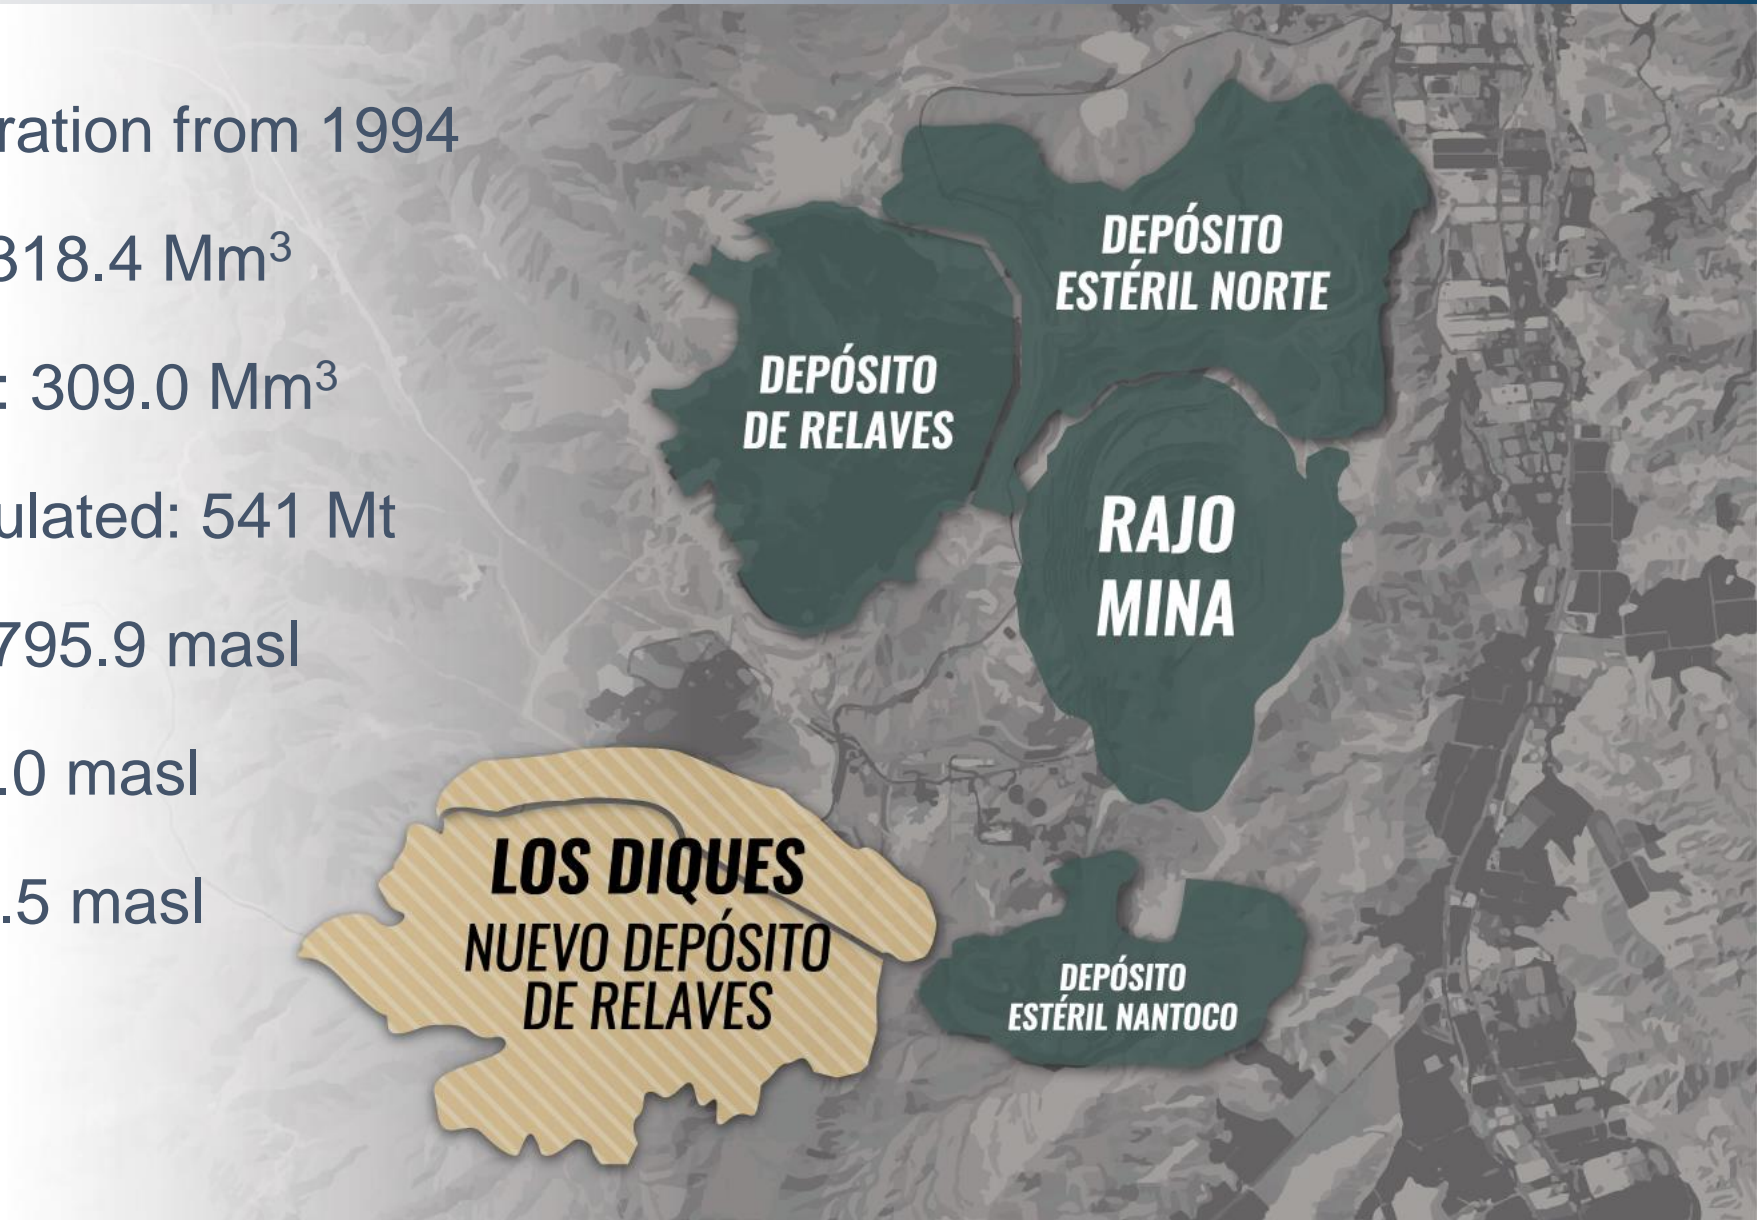 ration from 1994
318.4 Mm³
: 309.0 Mm³
ulated: 541 Mt
795.9 masl
.0 masl
.5 masl
DEPÓSITO
ESTÉRIL NORTE
DEPÓSITO
DE RELAVES
RAJO
MINA
LOS DIQUES
NUEVO DEPÓSITO
DE RELAVES
DEPÓSITO
ESTÉRIL NANTOCO